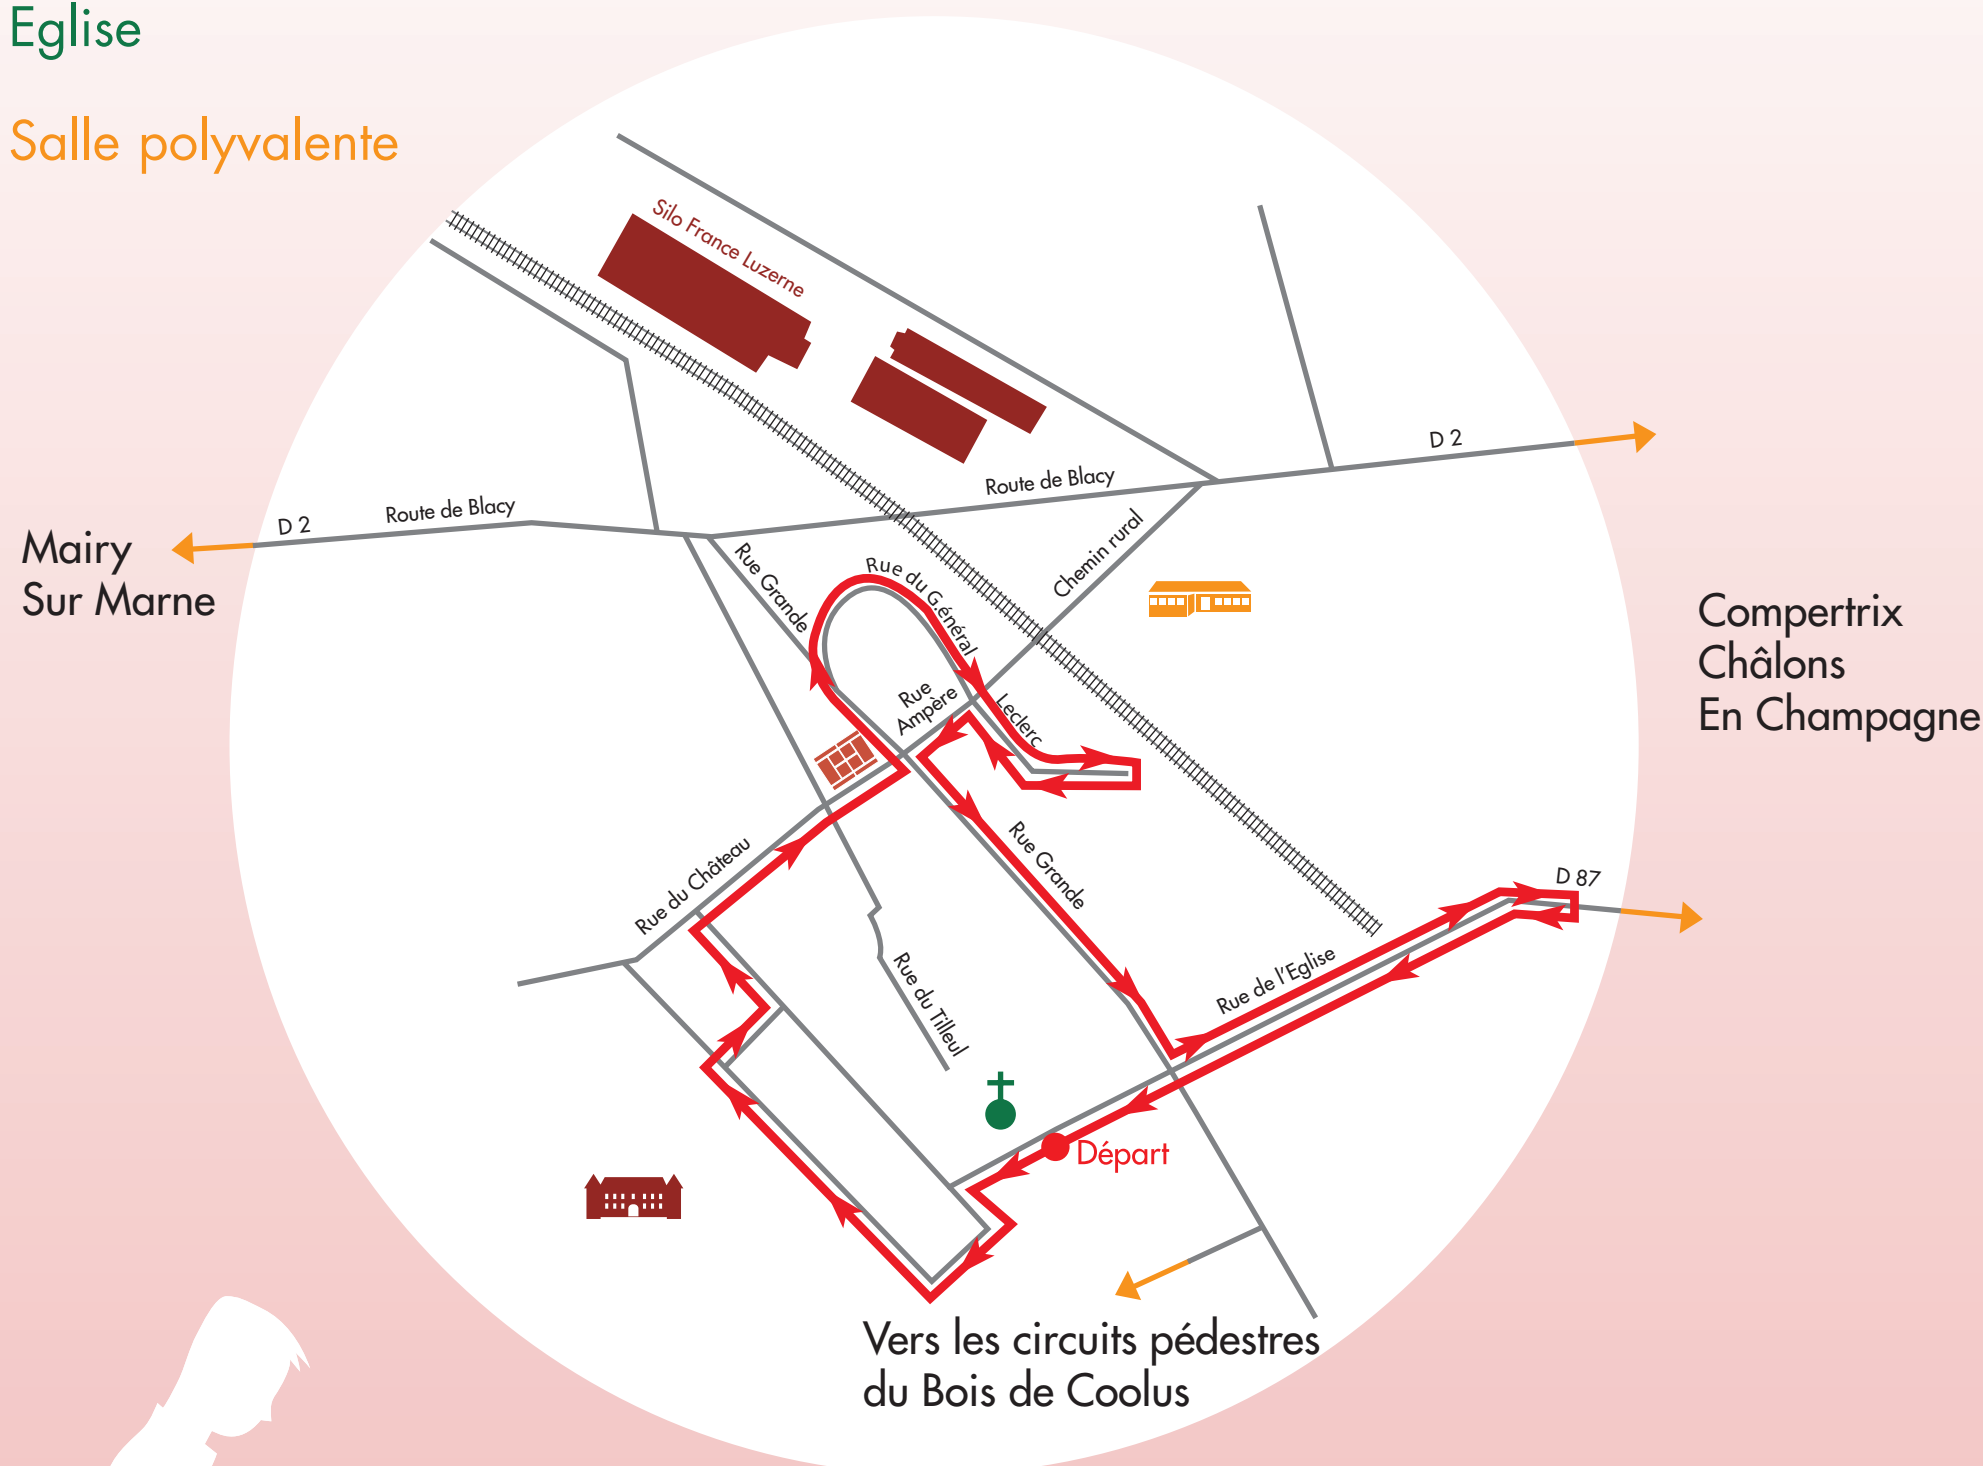 Eglise
Salle polyvalente
Silo France Luzerne
D 2
Route de Blacy
Route de Blacy
D 2
Mairy
Sur Marne
Rue Grande
Rue du G.énéral
Leclerc
Chemin rural
Rue
Ampère
Compertrix
Châlons
En Champagne
Rue du Château
Rue Grande
D 87
Rue de l'Eglise
Rue du Tilleul
Départ
Vers les circuits pédestres
du Bois de Coolus